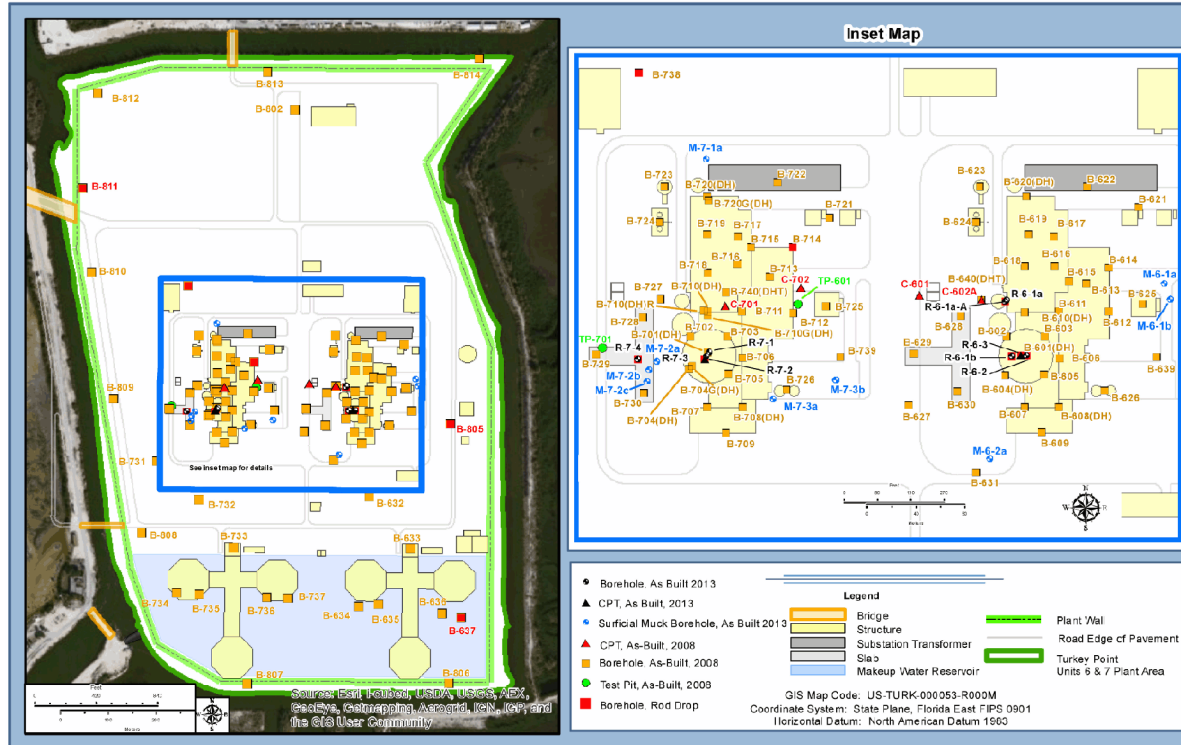 B-814
B-813
B-812
B-802
B-811
B-810
B-809
B-805
B-731
See inset map for details
B-732
B-632
B-808
B-733
B-633
B-734
B-735
B-736
B-737
B-634
B-635
B-636
B-637
B-807
B-806
Feet
Source: Esri, i-cubed, USDA, USGS, AEX,
GeoEye, Getmapping, Aerogrid, IGN, IGP, and
the GIS User Community
Inset Map
B-738
M-7-1a
B-723
B-722
B-623
B-622
B-720(DH)
B-620(DH)
B-720G(DH)
B-721
B-621
B-724
B-624
B-719
B-717
B-619
B-617
B-715
B-714
B-718
B-716
B-713
B-618
B-616
B-614
B-710(DH)
C-702
B-640(DHT)
B-615
M-6-1a
B-727
B-740(DHT)
TP-601
C-601
C-602A
R-6-1a
B-613
B-710(DH)R
C-701
B-711
B-725
R-6-1a-A
B-611
B-625
B-728
B-712
B-628
B-610(DH)
B-612
M-6-1b
B-701(DH)
B-702
B-703
B-710G(DH)
B-602
B-603
TP-701
R-7-4
M-7-2a
R-7-1
R-6-3
B-601(DH)
B-729
R-7-3
B-706
B-739
B-629
R-6-1b
B-606
B-639
M-7-2b
R-7-2
R-6-2
M-7-2c
B-704G(DH)
B-705
B-726
M-7-3b
B-604(DH)
B-605
B-626
B-730
B-630
B-704(DH)
B-707
B-708(DH)
M-7-3a
B-627
B-607
B-608(DH)
B-709
B-609
M-6-2a
B-631
Feet
N
W
S
Borehole, As Built 2013
CPT, As Built, 2013
Surficial Muck Borehole, As Built 2013
CPT, As-Built, 2008
Borehole, As-Built, 2008
Test Pit, As-Built, 2008
Borehole, Rod Drop
Legend
Bridge
Structure
Substation Transformer
Slab
Makeup Water Reservoir
Plant Wall
Road Edge of Pavement
Turkey Point
Units 6 & 7 Plant Area
GIS Map Code: US-TURK-000053-R000M
Coordinate System: State Plane, Florida East FIPS 0901
Horizontal Datum: North American Datum 1983